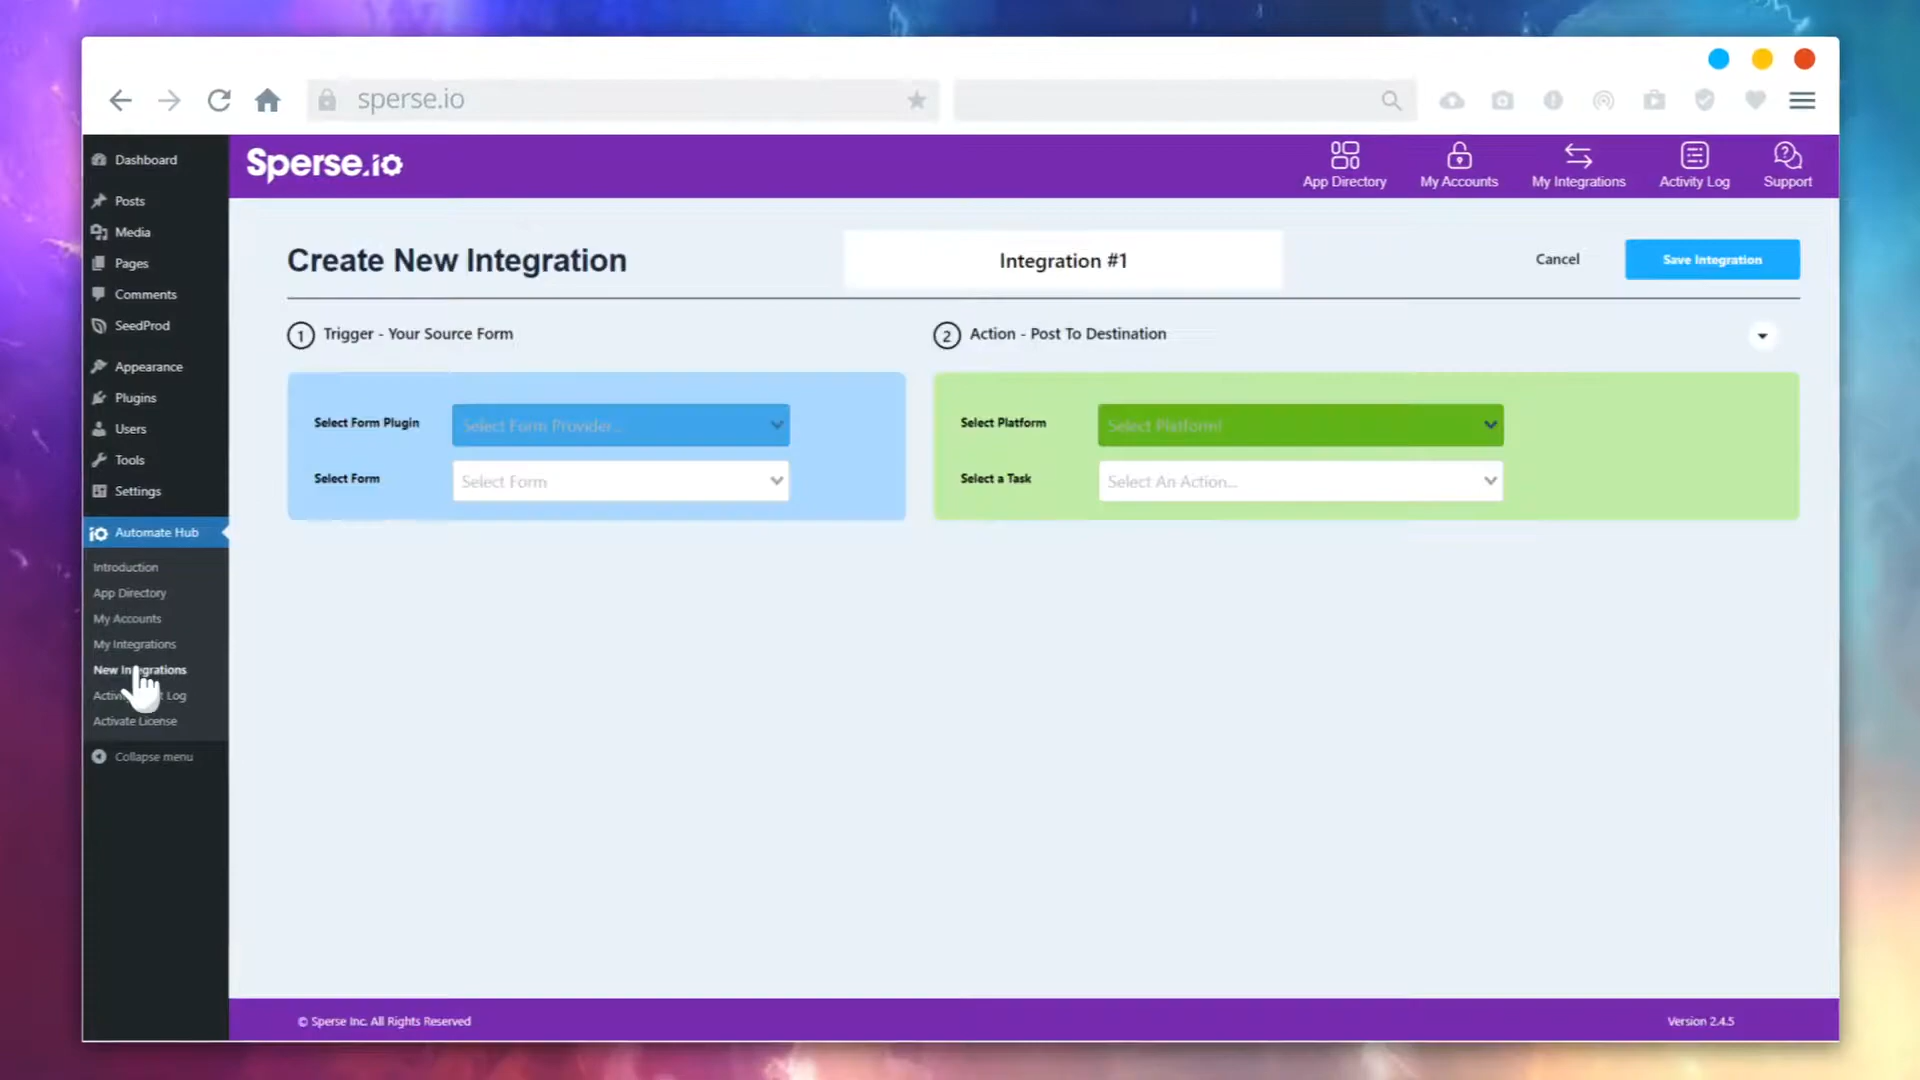 sperse.io
Dashboard
Posts
Media
Pages
Comments
SeedProd
Appearance
Plugins
Users
Tools
Settings
iO Automate Hub
Introduction
App Directory
My Accounts
My Integrations
New Integrations
Log
Activate License
Collapse menu
Sperse.io
App Directory
My Accounts
My Integrations
Activity Log
Support
Create New Integration
Integration #1
Cancel
Save Integration
1 Trigger - Your Source Form
Select Form Plugin
Select Form Provider...
Select Form
Select Form
2 Action - Post To Destination
Select Platform
Select Platform!
Select a Task
Select An Action...
© Sperse Inc. All Rights Reserved
Version 2.4.5